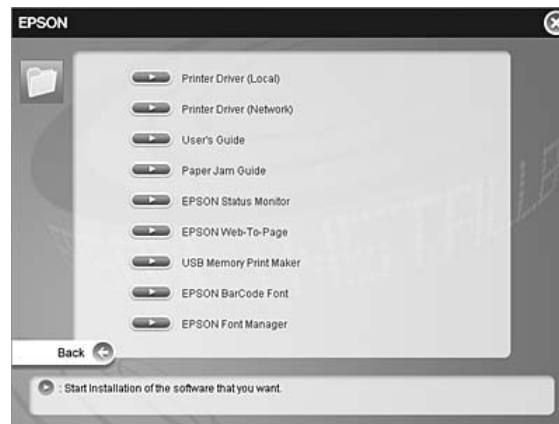 EPSON
Printer Driver (Local)
Printer Driver (Network)
User's Guide
Paper Jam Guide
EPSON Status Monitor
EPSON Web-To-Page
USB Memory Print Maker
EPSON BarCode Font
EPSON Font Manager
Back
: Start Installation of the software that you want.